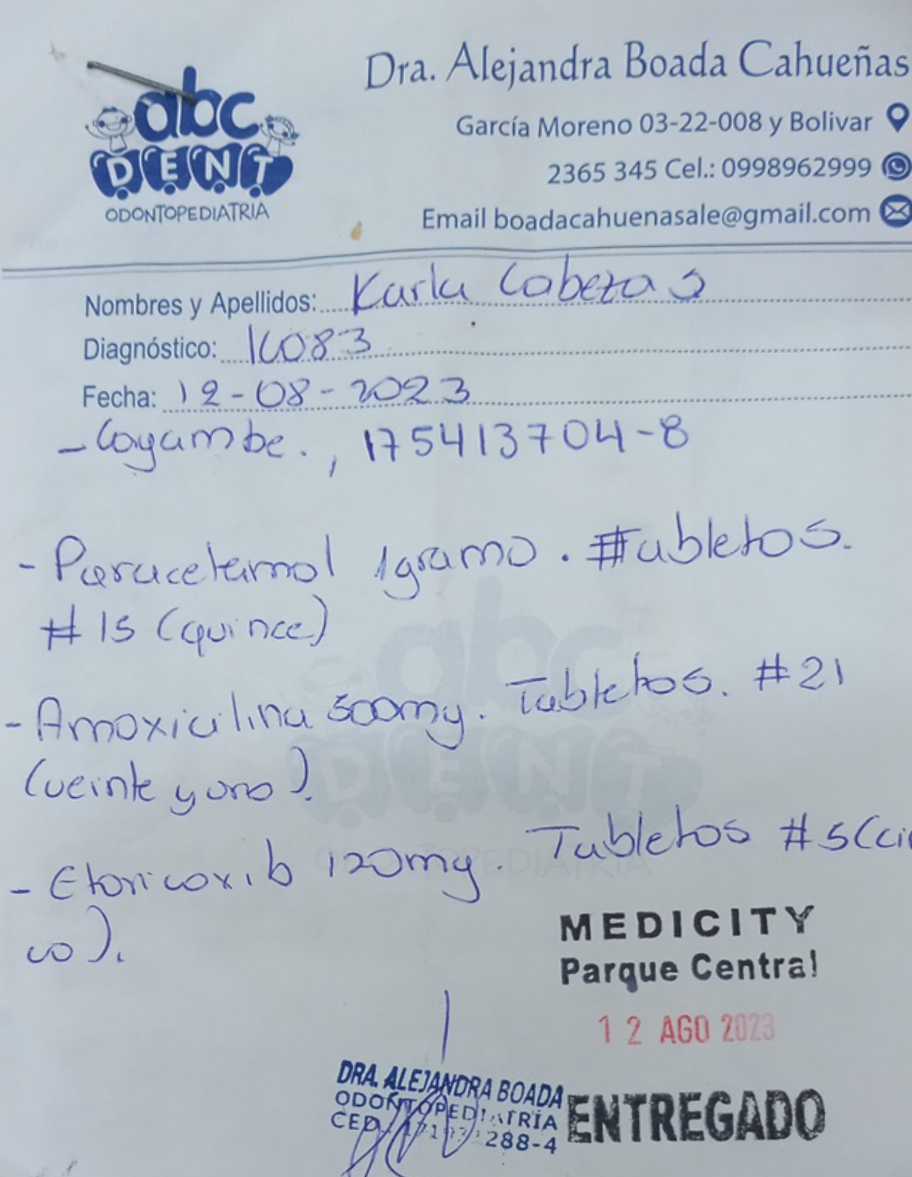 abc
DENT
ODONTOPEDIATRIA
Dra. Alejandra Boada Cahueñas
García Moreno 03-22-008 y Bolivar
2365 345 Cel.: 0998962999
Email boadacahuenasale@gmail.com
Nombres y Apellidos: Karla Cabezas
Diagnóstico: K083
Fecha: 12-08-2023
- Cayambe., 175413704-8
- Paracetamol 1gramo. Tabletas.
#15 (quince)
- Amoxicilina 500mg. Tabletas. #21
(veinte y uno).
- Etoricoxib 120mg. Tabletas #5(cin
co).
MEDICITY
Parque Central
12 AGO 2023
DRA. ALEJANDRA BOADA
ODONTOPEDIATRIA
CED.
288-4
ENTREGADO